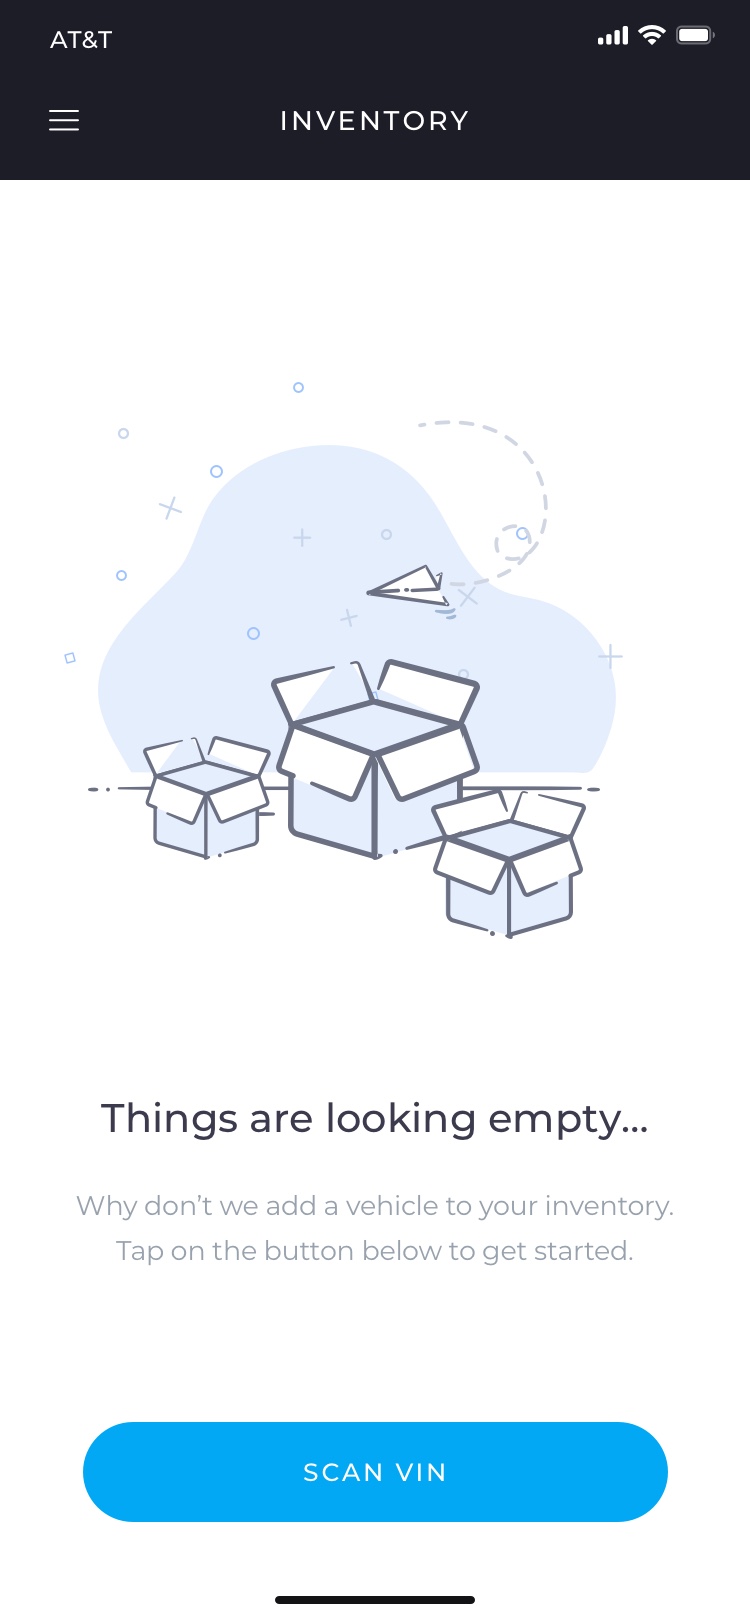 AT&T
INVENTORY
Things are looking empty...
Why don’t we add a vehicle to your inventory.
Tap on the button below to get started.
SCAN VIN